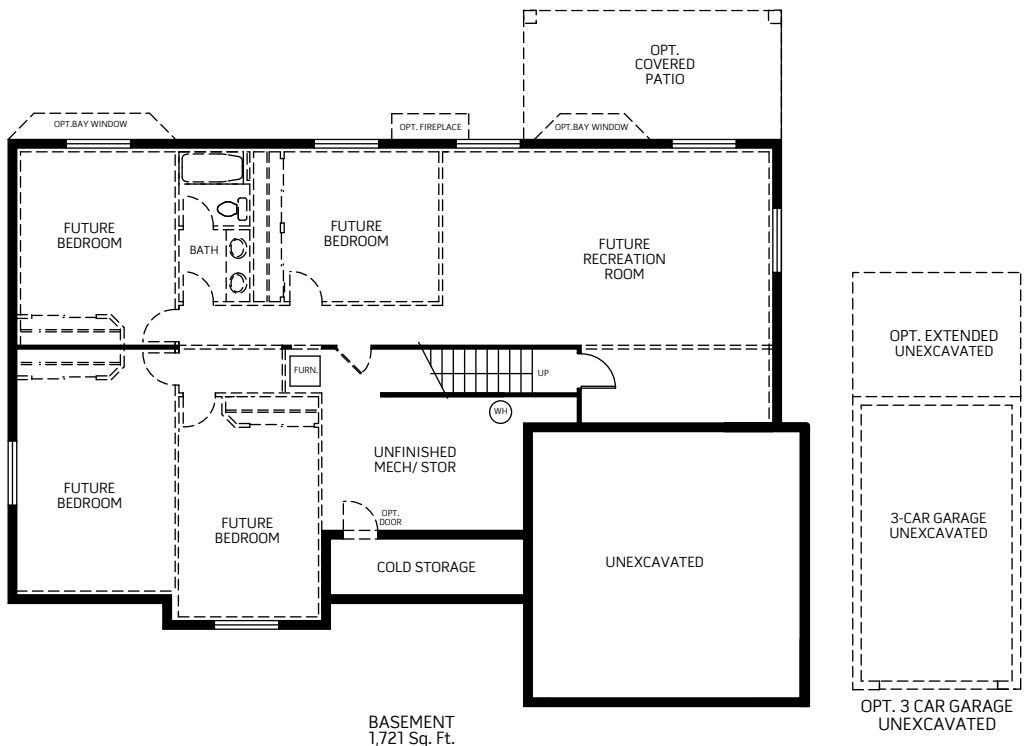 OPT.
COVERED
PATIO
OPT.BAY WINDOW
OPT. FIREPLACE
OPT.BAY WINDOW
FUTURE
BEDROOM
BATH
FUTURE
BEDROOM
FUTURE
RECREATION
ROOM
OPT. EXTENDED
UNEXCAVATED
FURN.
UP
WH
UNFINISHED
MECH/ STOR
FUTURE
BEDROOM
FUTURE
BEDROOM
OPT.
DOOR
3-CAR GARAGE
UNEXCAVATED
COLD STORAGE
UNEXCAVATED
OPT. 3 CAR GARAGE
UNEXCAVATED
BASEMENT
1,721 Sq. Ft.